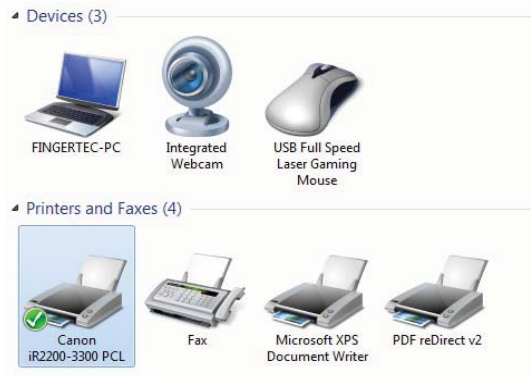 Devices (3)
FINGERTEC-PC
Integrated
Webcam
USB Full Speed
Laser Gaming
Mouse
Printers and Faxes (4)
Canon
iR2200-3300 PCL
Fax
Microsoft XPS
Document Writer
PDF reDirect v2